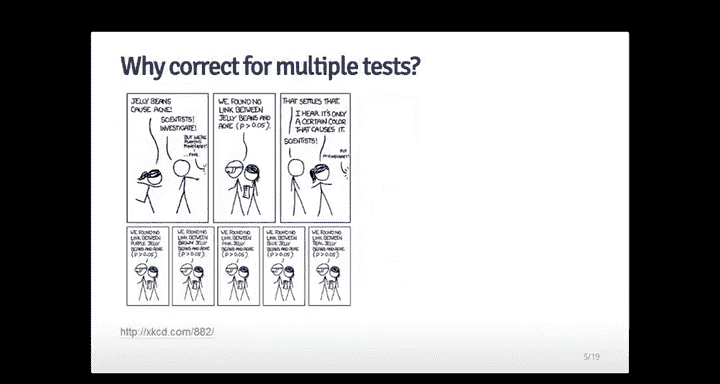 Why correct for multiple tests?
JELLY BEANS
CAUSE ACNE!
SCIENTISTS!
INVESTIGATE!
BUT WE'RE
PLAYING
MINECRAFT!
...FINE.
WE FOUND NO
LINK BETWEEN
JELLY BEANS AND
ACNE (P > 0.05).
THAT SETTLES THAT.
I HEAR IT'S ONLY
A CERTAIN COLOR
THAT CAUSES IT.
SCIENTISTS!
BUT
MINECRAFT!
WE FOUND NO
LINK BETWEEN
PURPLE JELLY
BEANS AND ACNE
(P > 0.05).
WE FOUND NO
LINK BETWEEN
BROWN JELLY
BEANS AND ACNE
(P > 0.05).
WE FOUND NO
LINK BETWEEN
PINK JELLY
BEANS AND ACNE
(P > 0.05).
WE FOUND NO
LINK BETWEEN
BLUE JELLY
BEANS AND ACNE
(P > 0.05).
WE FOUND NO
LINK BETWEEN
TEAL JELLY
BEANS AND ACNE
(P > 0.05).
http://xkcd.com/882/
5/19